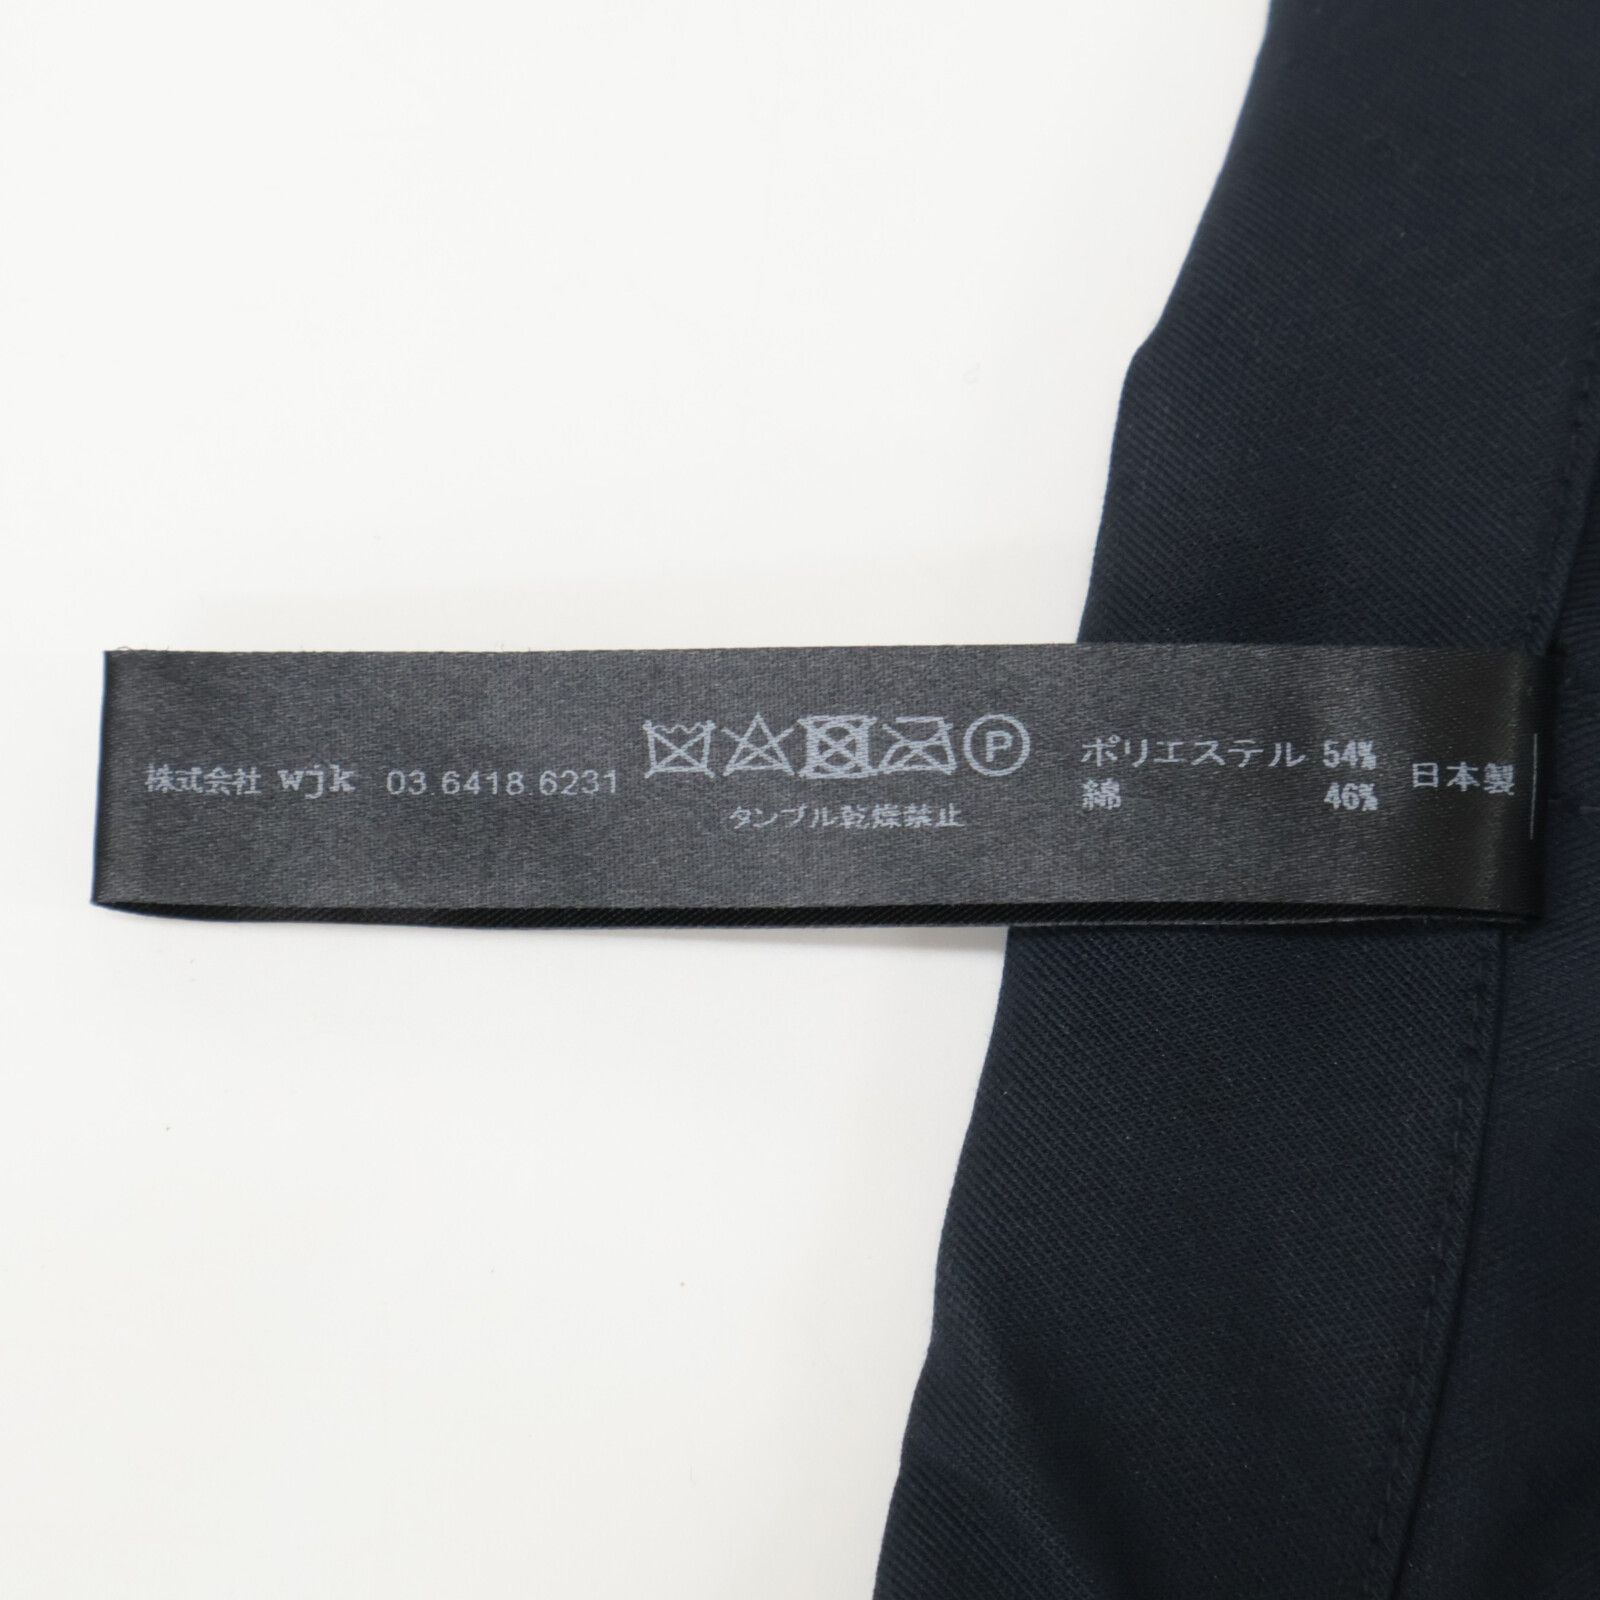 株式会社 wjk 03 6418 6231
P
タンブル乾燥禁止
ポリエステル 54%
綿 46%
日本製